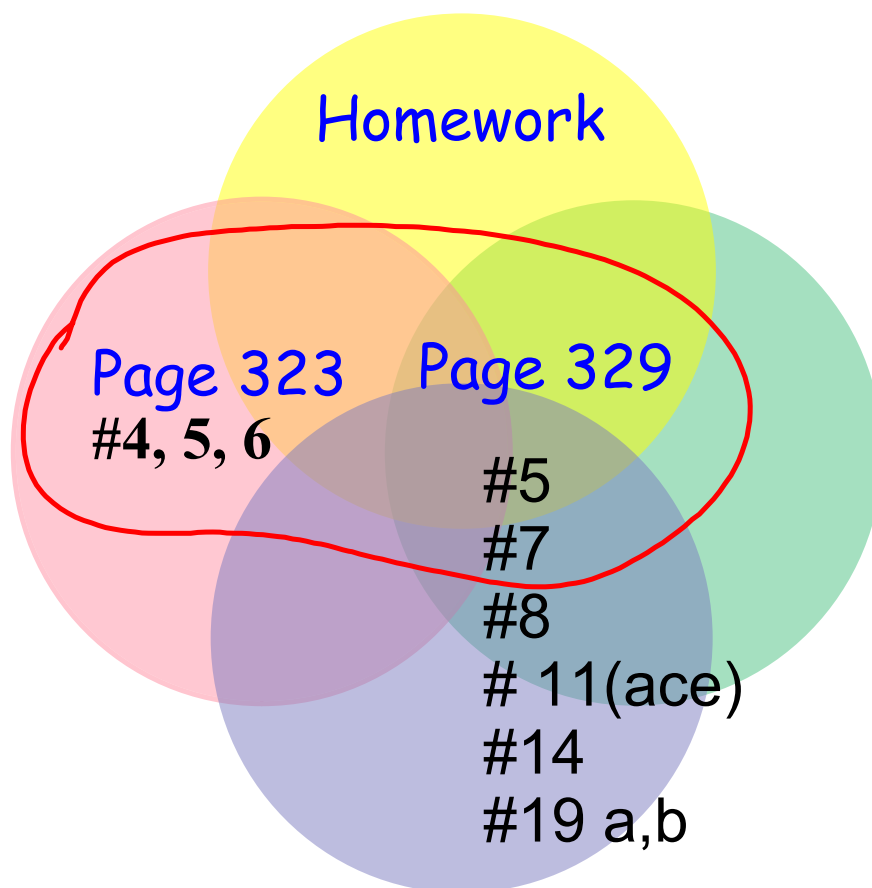 Homework
Page 323
#4, 5, 6
Page 329
#5
#7
#8
# 11(ace)
#14
#19 a,b